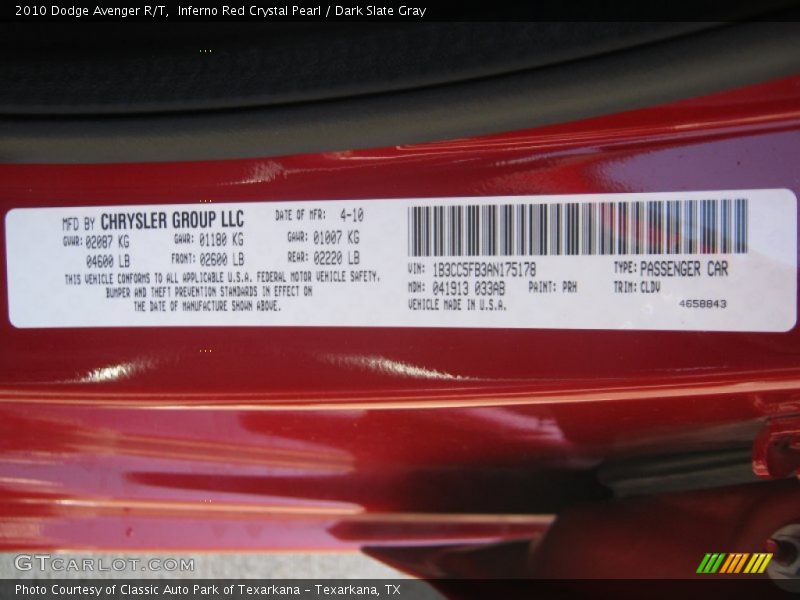 2010 Dodge Avenger R/T,  Inferno Red Crystal Pearl / Dark Slate Gray
MFD BY CHRYSLER GROUP LLC
DATE OF MFR: 4-10
GVWR: 02087 KG
GAWR: 01180 KG
GAWR: 01007 KG
04600 LB
FRONT: 02600 LB
REAR: 02220 LB
THIS VEHICLE CONFORMS TO ALL APPLICABLE U.S.A. FEDERAL MOTOR VEHICLE SAFETY,
BUMPER AND THEFT PREVENTION STANDARDS IN EFFECT ON
THE DATE OF MANUFACTURE SHOWN ABOVE.
VIN: 1B3CC5FB3AN175178
TYPE: PASSENGER CAR
MDH: 041913 033AB
PAINT: PRH
TRIM: CLDV
VEHICLE MADE IN U.S.A.
4658843
GTCARLOT.COM
Photo Courtesy of Classic Auto Park of Texarkana - Texarkana, TX